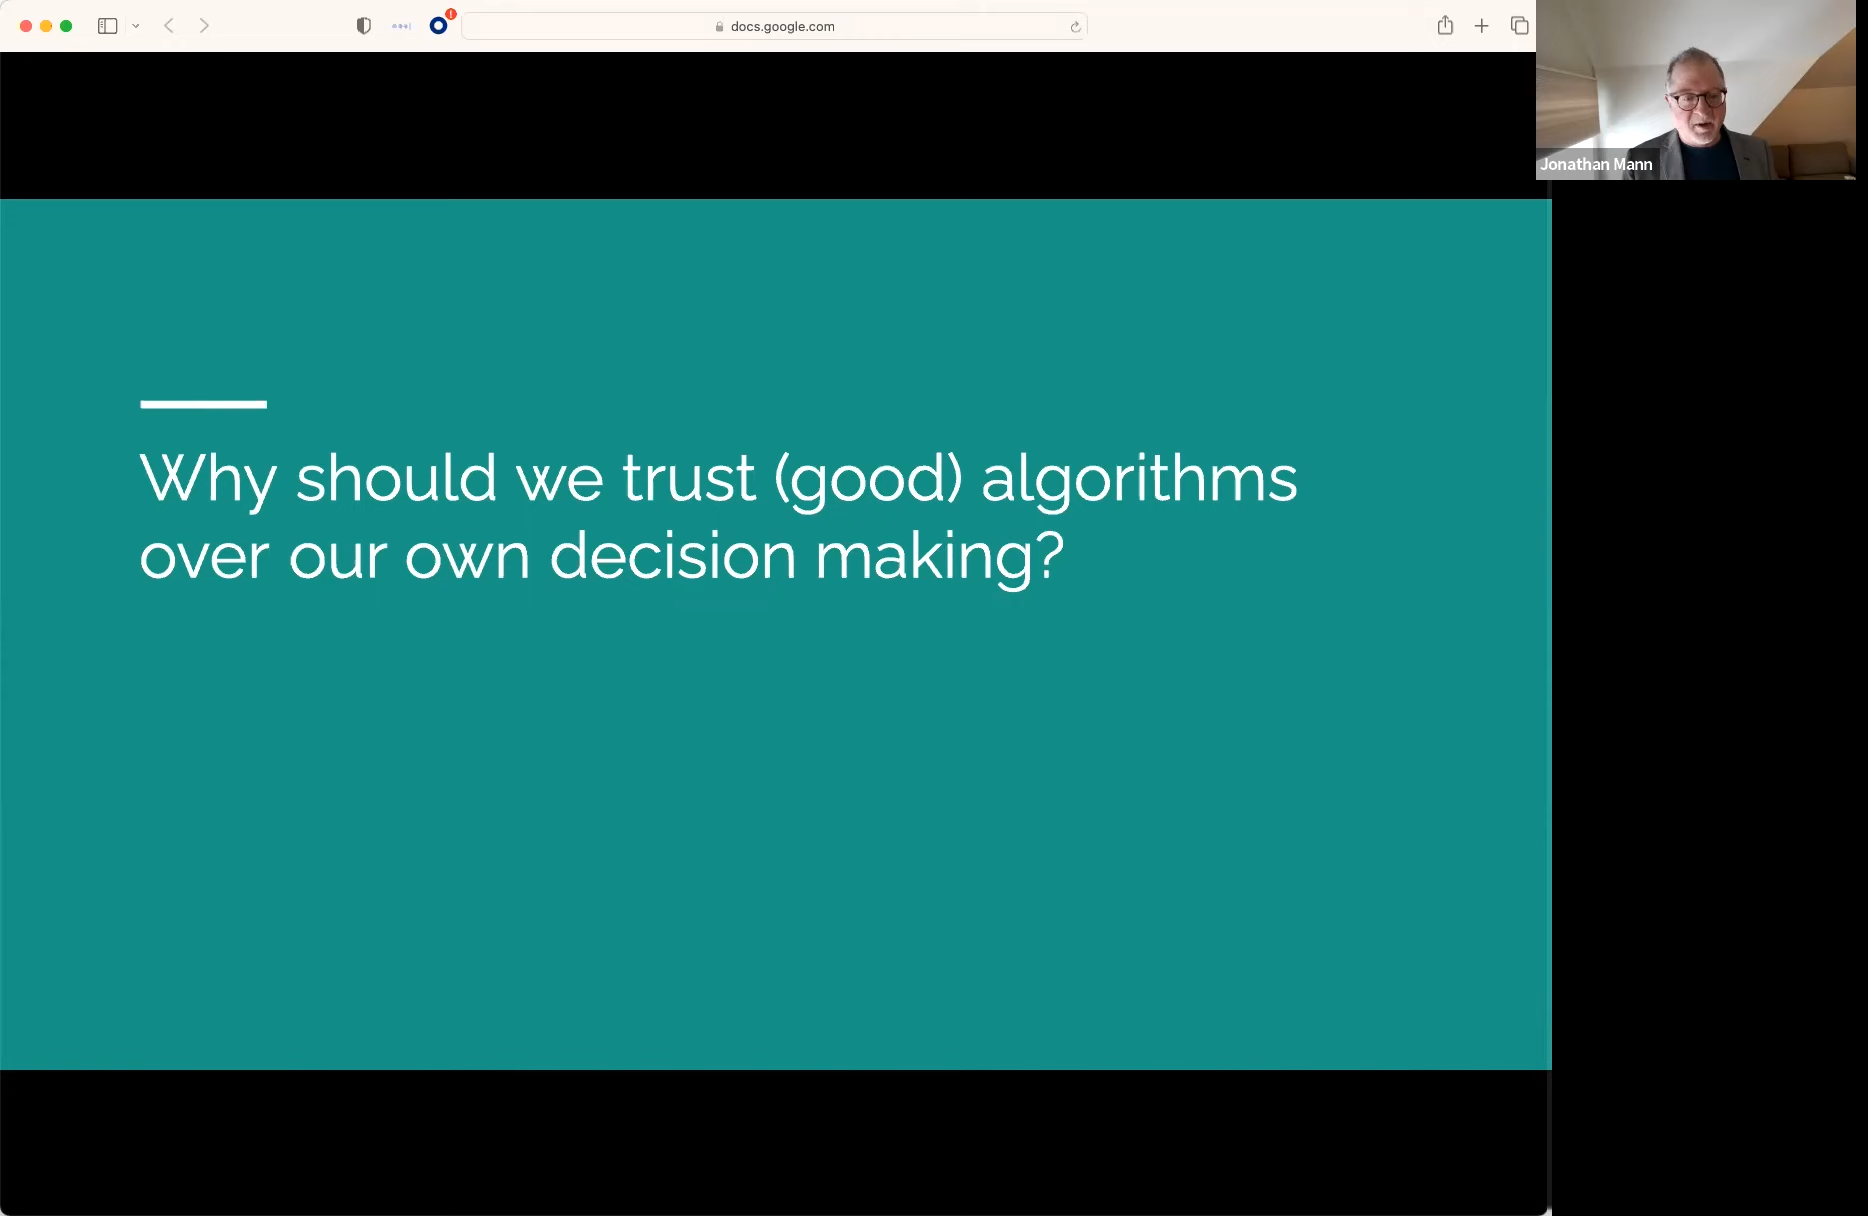 docs.google.com
Jonathan Mann
Why should we trust (good) algorithms
over our own decision making?